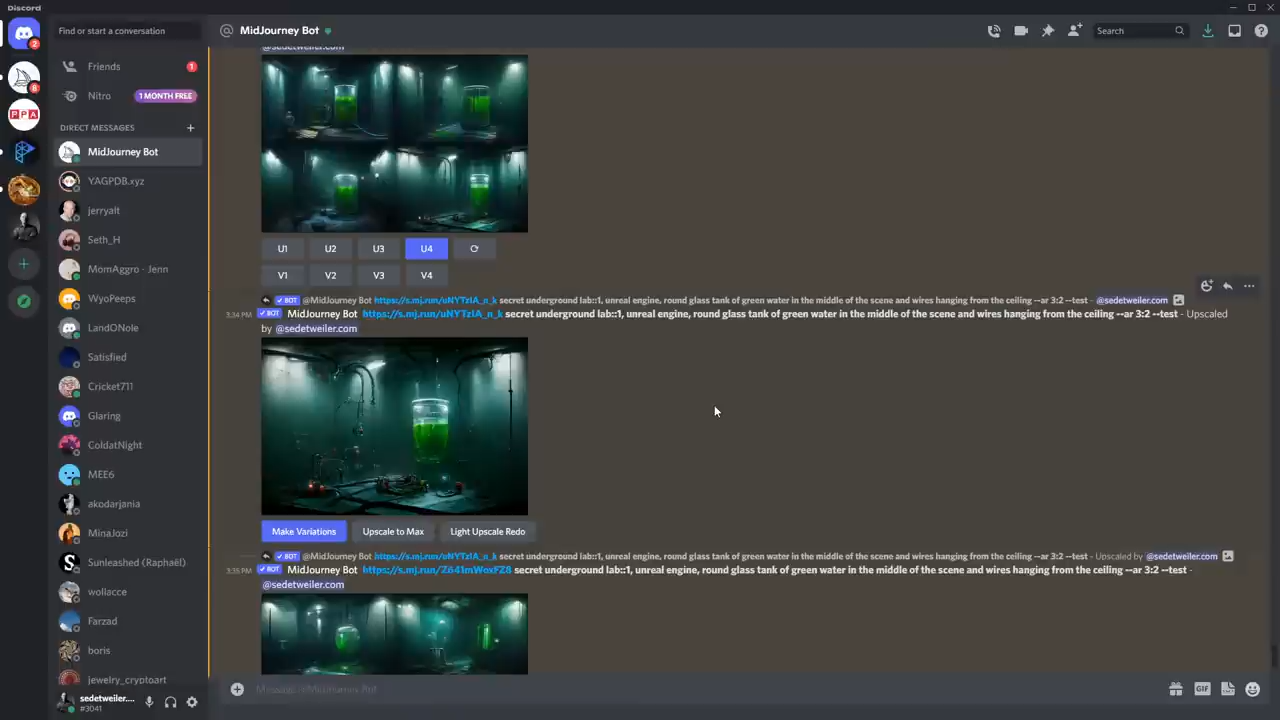 Discord
Find or start a conversation
MidJourney Bot
Search
Friends
1
Nitro
1 MONTH FREE
DIRECT MESSAGES
MidJourney Bot
YAGPDB.xyz
jerryalt
Seth_H
MomAggro - Jenn
WyoPeeps
LandONole
Satisfied
Cricket711
Glaring
ColdatNight
MEE6
akodarjania
MinaJozi
Sunleashed (Raphaël)
wollacce
Farzad
boris
jewelry_cryptoart
sedetweiler....
#3041
2
8
PPA
@sedetweiler.com
U1 U2 U3 U4
V1 V2 V3 V4
BOT @MidJourney Bot https://s.mj.run/uNYTzIA_n_k secret underground lab::1, unreal engine, round glass tank of green water in the middle of the scene and wires hanging from the ceiling --ar 3:2 --test - @sedetweiler.com
3:34 PM BOT MidJourney Bot https://s.mj.run/uNYTzIA_n_k secret underground lab::1, unreal engine, round glass tank of green water in the middle of the scene and wires hanging from the ceiling --ar 3:2 --test - Upscaled
by @sedetweiler.com
Make Variations Upscale to Max Light Upscale Redo
BOT @MidJourney Bot https://s.mj.run/uNYTzIA_n_k secret underground lab::1, unreal engine, round glass tank of green water in the middle of the scene and wires hanging from the ceiling --ar 3:2 --test - Upscaled by @sedetweiler.com
3:35 PM BOT MidJourney Bot https://s.mj.run/Z641mWoxFZ8 secret underground lab::1, unreal engine, round glass tank of green water in the middle of the scene and wires hanging from the ceiling --ar 3:2 --test -
@sedetweiler.com
Message @MidJourney Bot
GIF